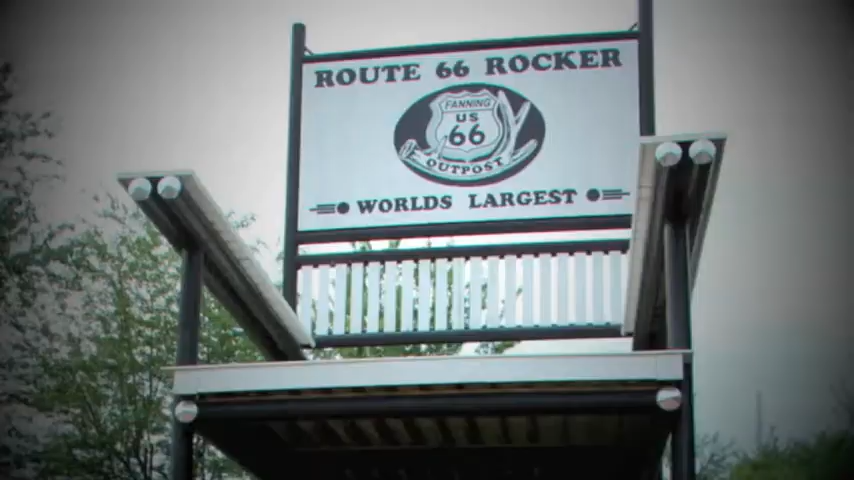 ROUTE 66 ROCKER
FANNING
US
66
OUTPOST
WORLDS LARGEST